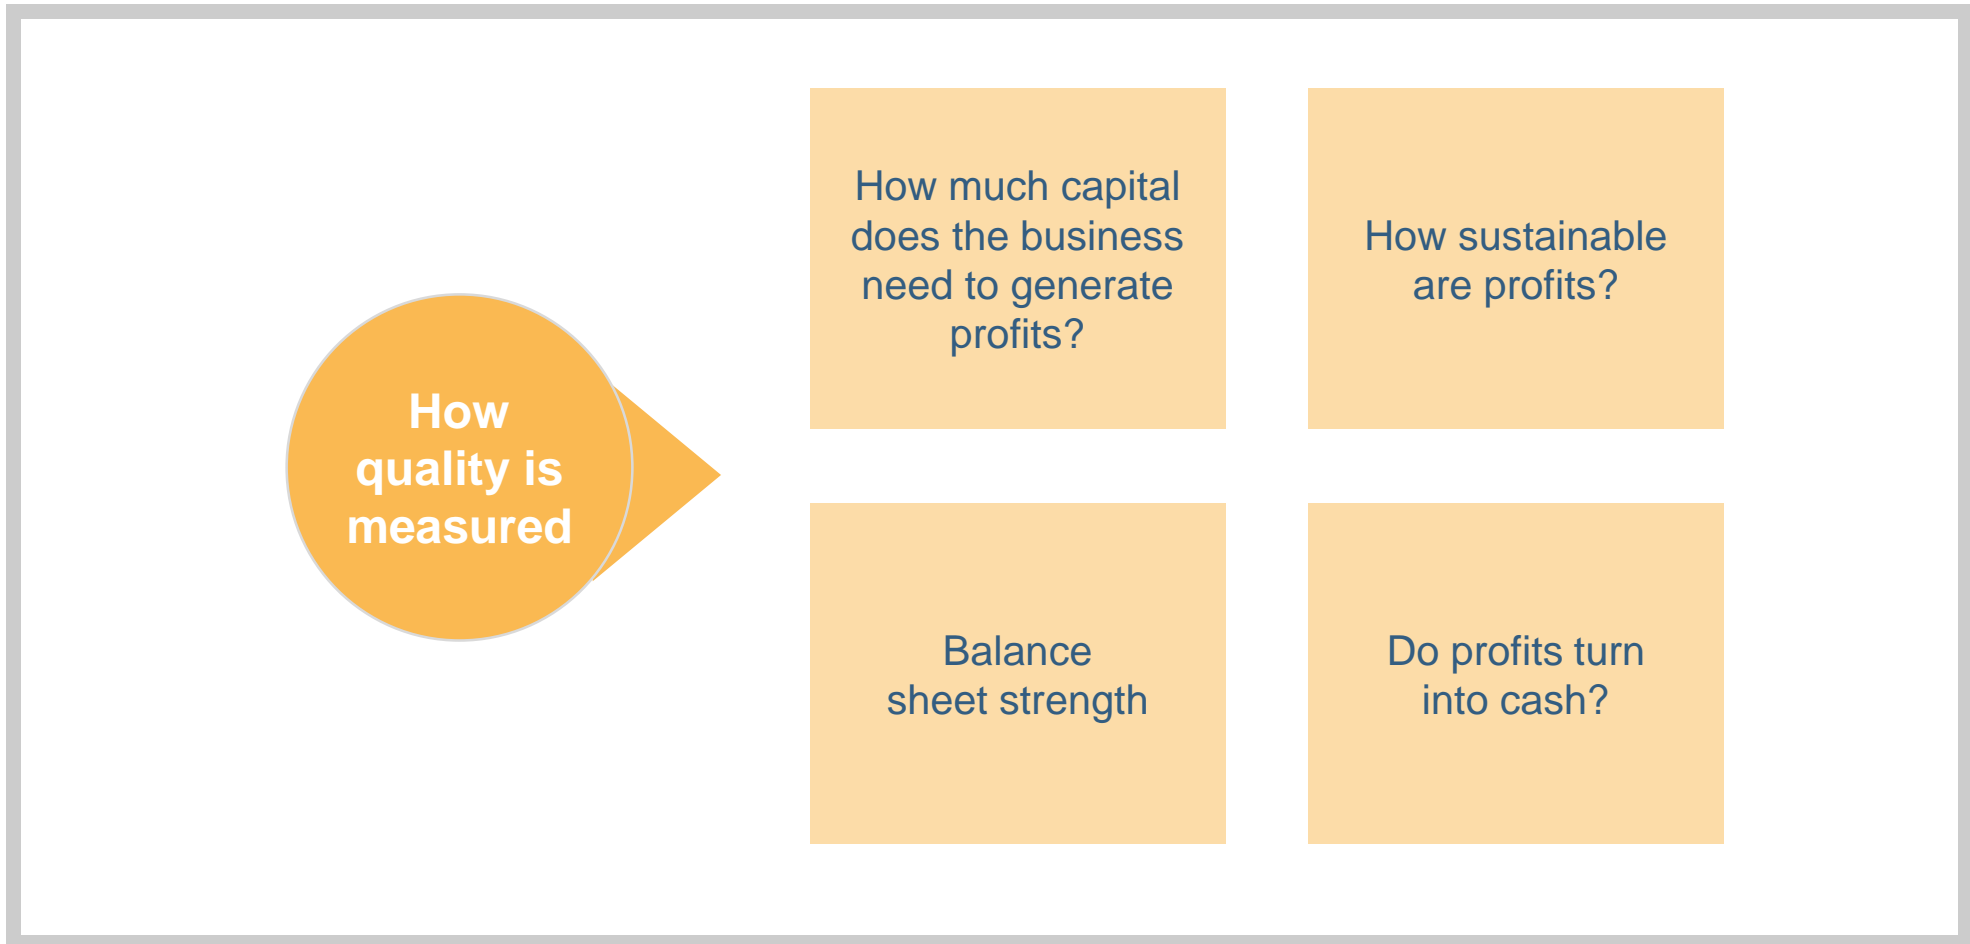 How
quality is
measured
How much capital
does the business
need to generate
profits?
How sustainable
are profits?
Balance
sheet strength
Do profits turn
into cash?